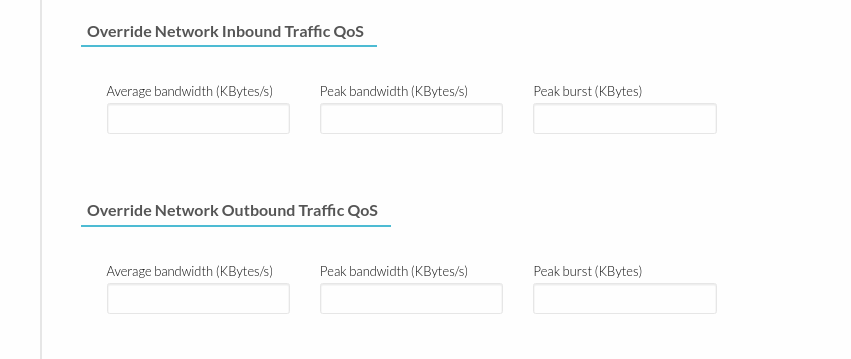 Override Network Inbound Traffic QoS
Average bandwidth (KBytes/s) Peak bandwidth (KBytes/s) Peak burst (KBytes)
Override Network Outbound Traffic QoS
Average bandwidth (KBytes/s) Peak bandwidth (KBytes/s) Peak burst (KBytes)